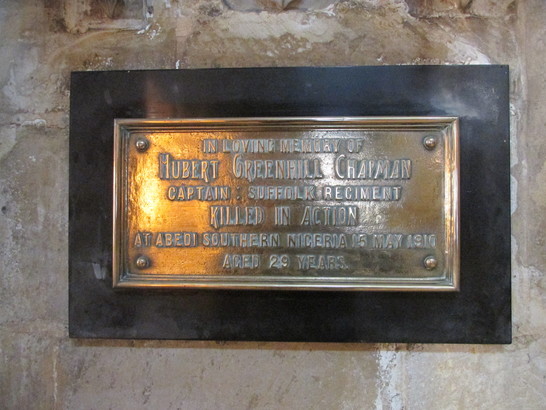 IN LOVING MEMORY OF
HUBERT GREENHILL CHAPMAN
CAPTAIN SUFFOLK REGIMENT
KILLED IN ACTION
AT ABEDI SOUTHERN NIGERIA 15 MAY 1910
AGED 29 YEARS.